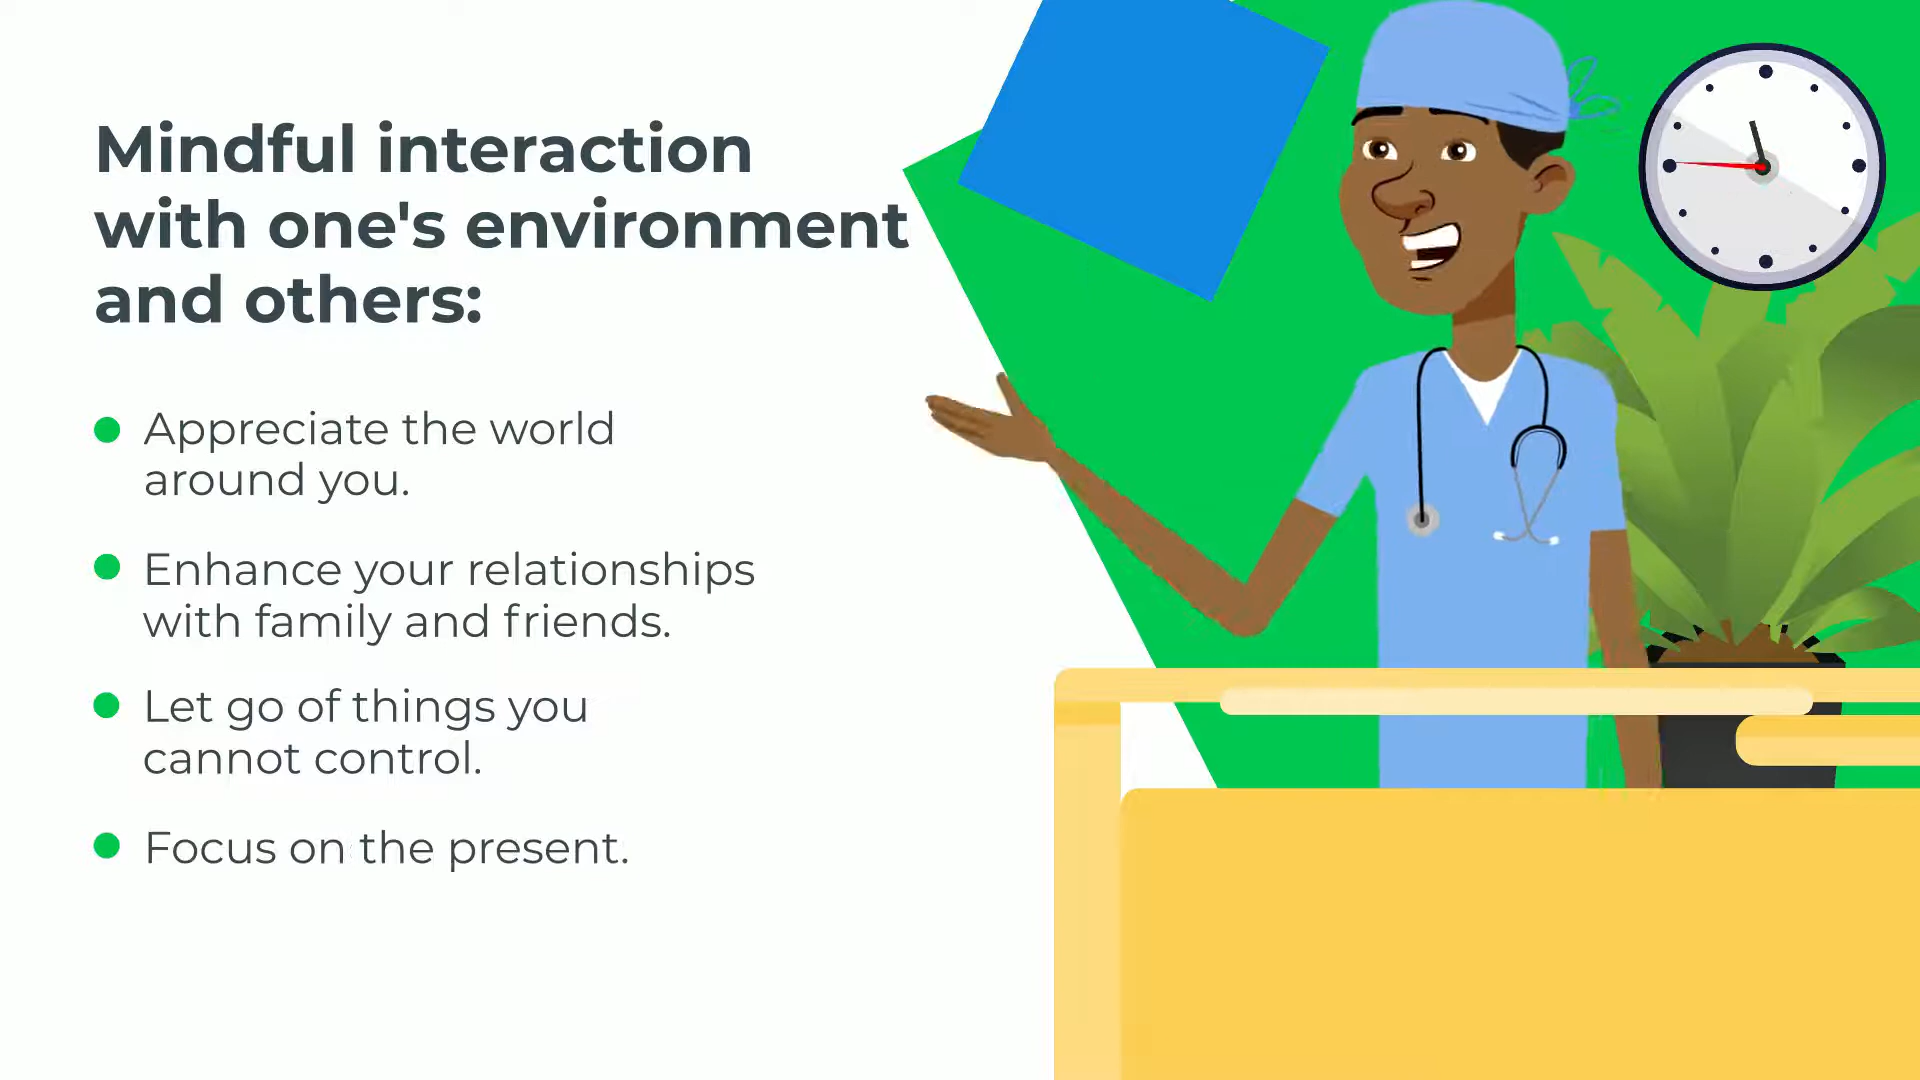 Mindful interaction
with one's environment
and others:
Appreciate the world
around you.
Enhance your relationships
with family and friends.
Let go of things you
cannot control.
Focus on the present.